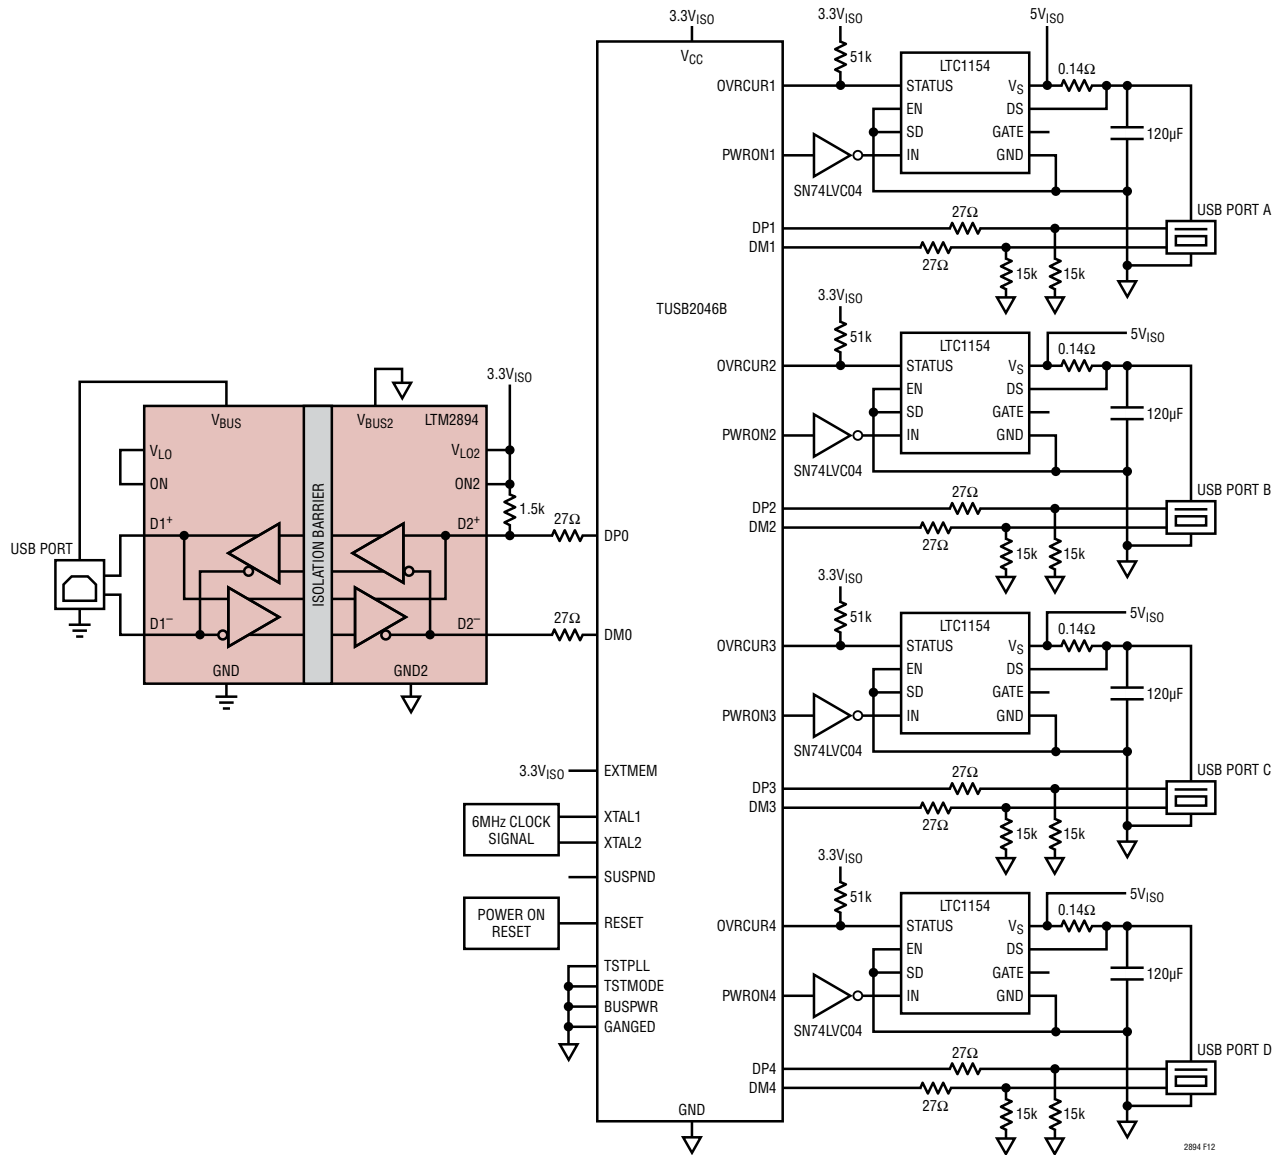 3.3VISO
VCC
TUSB2046B
OVRCUR1
PWRON1
DP1
DM1
3.3VISO
51k
SN74LVC04
LTC1154
STATUS
EN
SD
IN
VS
DS
GATE
GND
5VISO
0.14Ω
120µF
27Ω
27Ω
15k
15k
USB PORT A
OVRCUR2
PWRON2
DP2
DM2
3.3VISO
51k
SN74LVC04
LTC1154
STATUS
EN
SD
IN
VS
DS
GATE
GND
5VISO
0.14Ω
120µF
27Ω
27Ω
15k
15k
USB PORT B
USB PORT
VBUS
VLO
ON
D1+
D1−
GND
ISOLATION BARRIER
VBUS2
LTM2894
VLO2
ON2
D2+
D2−
GND2
3.3VISO
1.5k
27Ω
DP0
27Ω
DM0
OVRCUR3
PWRON3
DP3
DM3
3.3VISO
51k
SN74LVC04
LTC1154
STATUS
EN
SD
IN
VS
DS
GATE
GND
5VISO
0.14Ω
120µF
27Ω
27Ω
15k
15k
USB PORT C
3.3VISO
EXTMEM
6MHz CLOCK
SIGNAL
XTAL1
XTAL2
SUSPND
POWER ON
RESET
RESET
TSTPLL
TSTMODE
BUSPWR
GANGED
GND
OVRCUR4
PWRON4
DP4
DM4
3.3VISO
51k
SN74LVC04
LTC1154
STATUS
EN
SD
IN
VS
DS
GATE
GND
5VISO
0.14Ω
120µF
27Ω
27Ω
15k
15k
USB PORT D
2894 F12